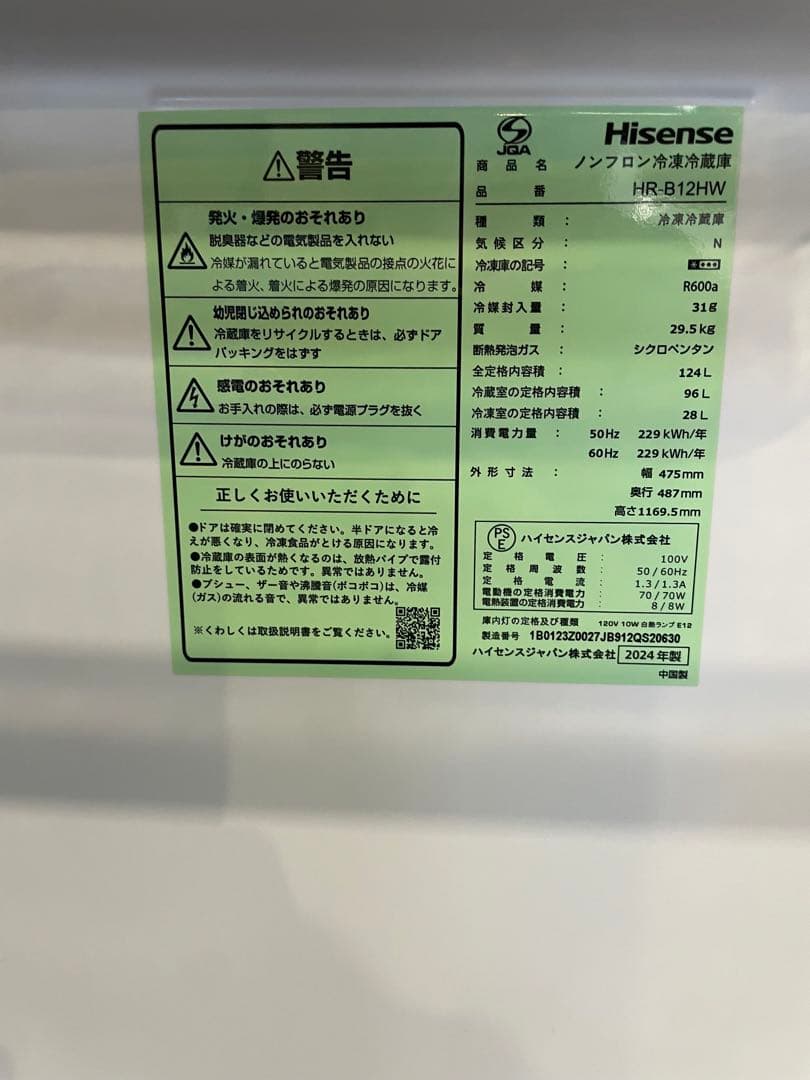 警告
発火・爆発のおそれあり
脱臭器などの電気製品を入れない
冷媒が漏れていると電気製品の接点の火花に
よる着火、着火による爆発の原因になります。
幼児閉じ込められのおそれあり
冷蔵庫をリサイクルするときは、必ずドア
パッキングをはずす
感電のおそれあり
お手入れの際は、必ず電源プラグを抜く
けがのおそれあり
冷蔵庫の上にのらない
正しくお使いいただくために
●ドアは確実に閉めてください。半ドアになると冷
えが悪くなり、冷凍食品がとける原因になります。
●冷蔵庫の表面が熱くなるのは、放熱パイプで露付
防止をしているためです。異常ではありません。
●ブシュー、ザー音や沸騰音(ボコボコ)は、冷媒
(ガス)の流れる音で、異常ではありません。
※くわしくは取扱説明書をご覧ください。
JQA
Hisense
商品名 ノンフロン冷凍冷蔵庫
品番 HR-B12HW
種類 : 冷凍冷蔵庫
気候区分 : N
冷凍庫の記号 :
冷媒 : R600a
冷媒封入量 : 31g
質量 : 29.5kg
断熱発泡ガス : シクロペンタン
全定格内容積 : 124L
冷蔵室の定格内容積 : 96L
冷凍室の定格内容積 : 28L
消費電力量 : 50Hz 229kWh/年
60Hz 229kWh/年
外形寸法 : 幅 475mm
奥行 487mm
高さ1169.5mm
PSE ハイセンスジャパン株式会社
定格電圧 : 100V
定格周波数 : 50/60Hz
定格電流 : 1.3/1.3A
電動機の定格消費電力 : 70/70W
電熱装置の定格消費電力 : 8/8W
庫内灯の定格及び種類 120V 10W 白熱ランプ E12
製造番号 1B0123Z0027JB912QS20630
ハイセンスジャパン株式会社 2024年製
中国製